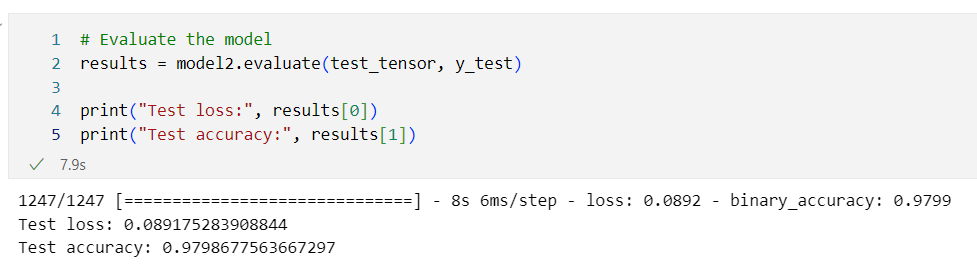 1 # Evaluate the model
2 results = model2.evaluate(test_tensor, y_test)
3
4 print("Test loss:", results[0])
5 print("Test accuracy:", results[1])
✓ 7.9s
1247/1247 [==============================] - 8s 6ms/step - loss: 0.0892 - binary_accuracy: 0.9799
Test loss: 0.089175283908844
Test accuracy: 0.9798677563667297